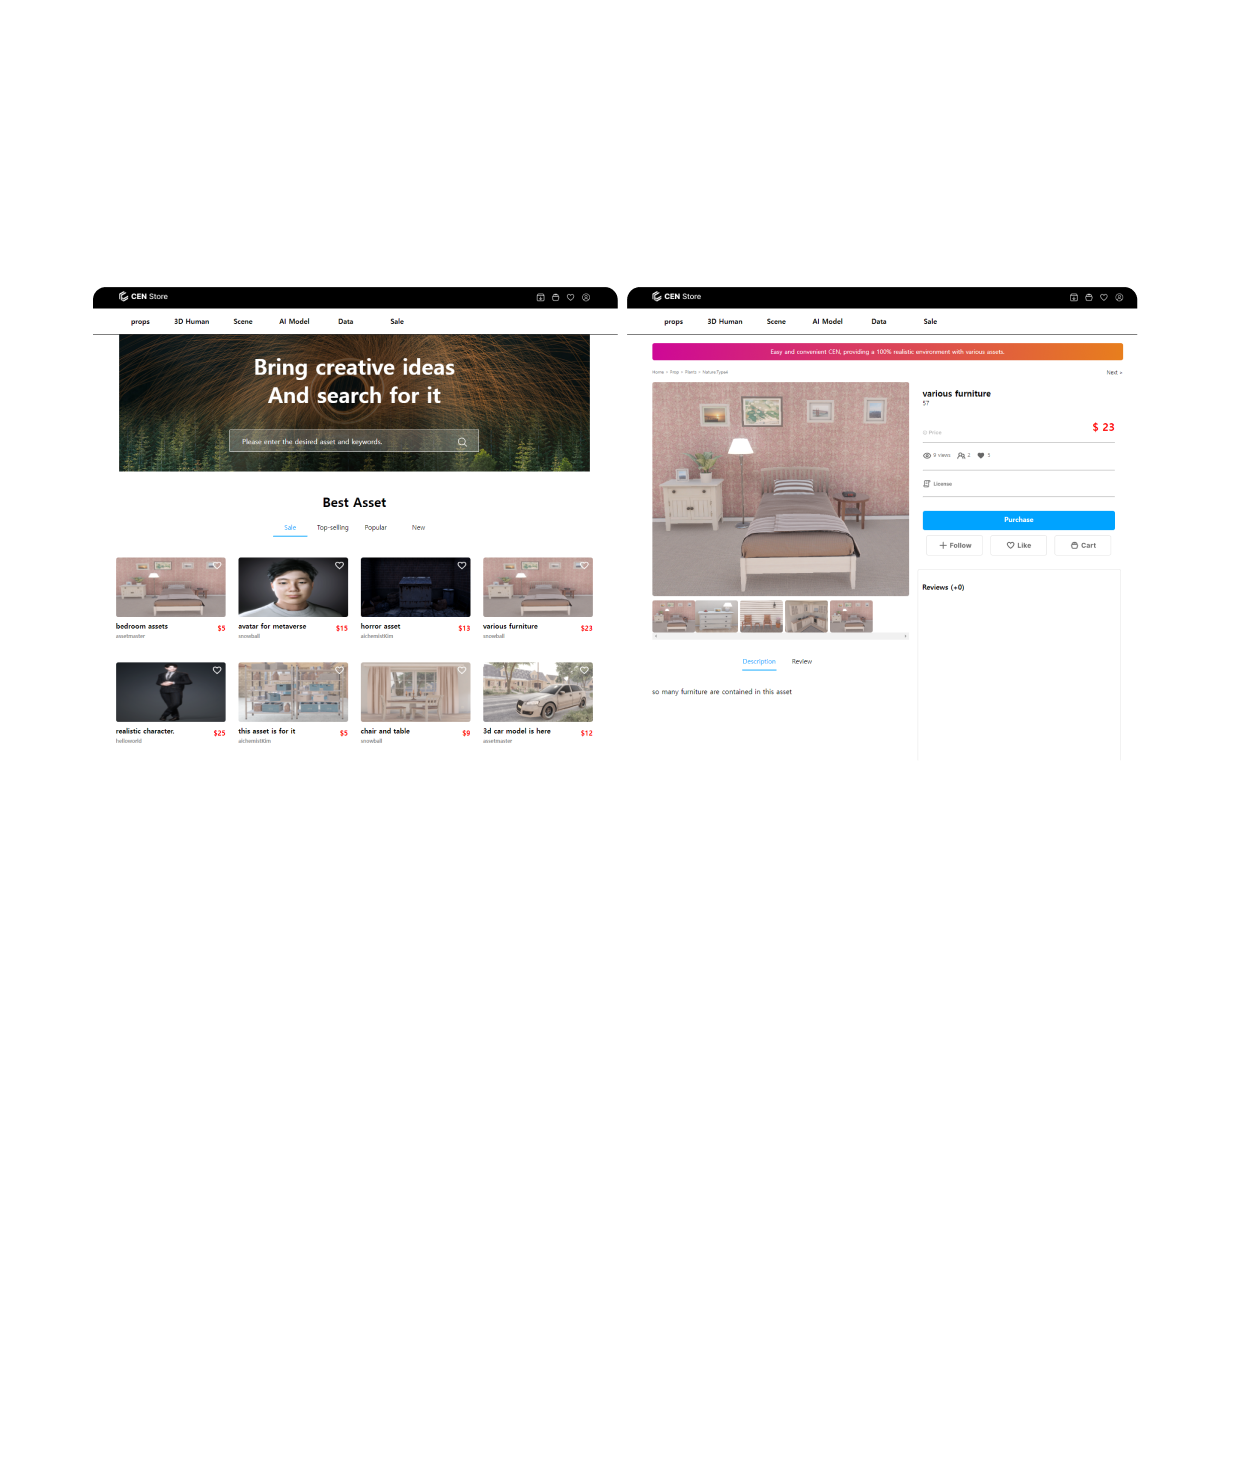 CEN Store
props 3D Human Scene AI Model Data Sale
Bring creative ideas
And search for it
Please enter the desired asset and keywords.
Best Asset
Sale Top-selling Popular New
bedroom assets $5
assetmaster
avatar for metaverse $15
snowball
horror asset $13
alchemistKim
various furniture $23
snowball
realistic character. $25
helloworld
this asset is for it $5
alchemistKim
chair and table $9
snowball
3d car model is here $12
assetmaster
CEN Store
props 3D Human Scene AI Model Data Sale
Easy and convenient CEN, providing a 100% realistic environment with various assets.
Home > Prop > Plants > NatureType4
Next »
various furniture
57
Price $ 23
9 views 2 5
License
Purchase
Follow Like Cart
Reviews (+0)
Description Review
so many furniture are contained in this asset